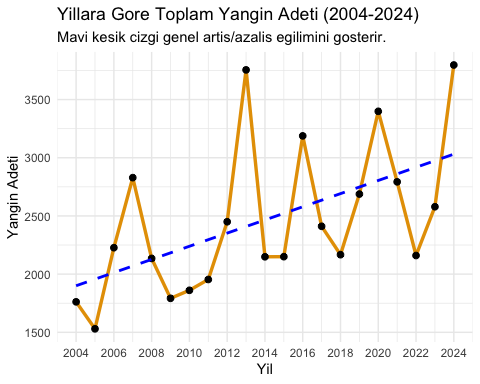 Yillara Gore Toplam Yangin Adeti (2004-2024)
Mavi kesik cizgi genel artis/azalis egilimini gosterir.
Yangin Adeti
3500
3000
2500
2000
1500
2004 2006 2008 2010 2012 2014 2016 2018 2020 2022 2024
Yil